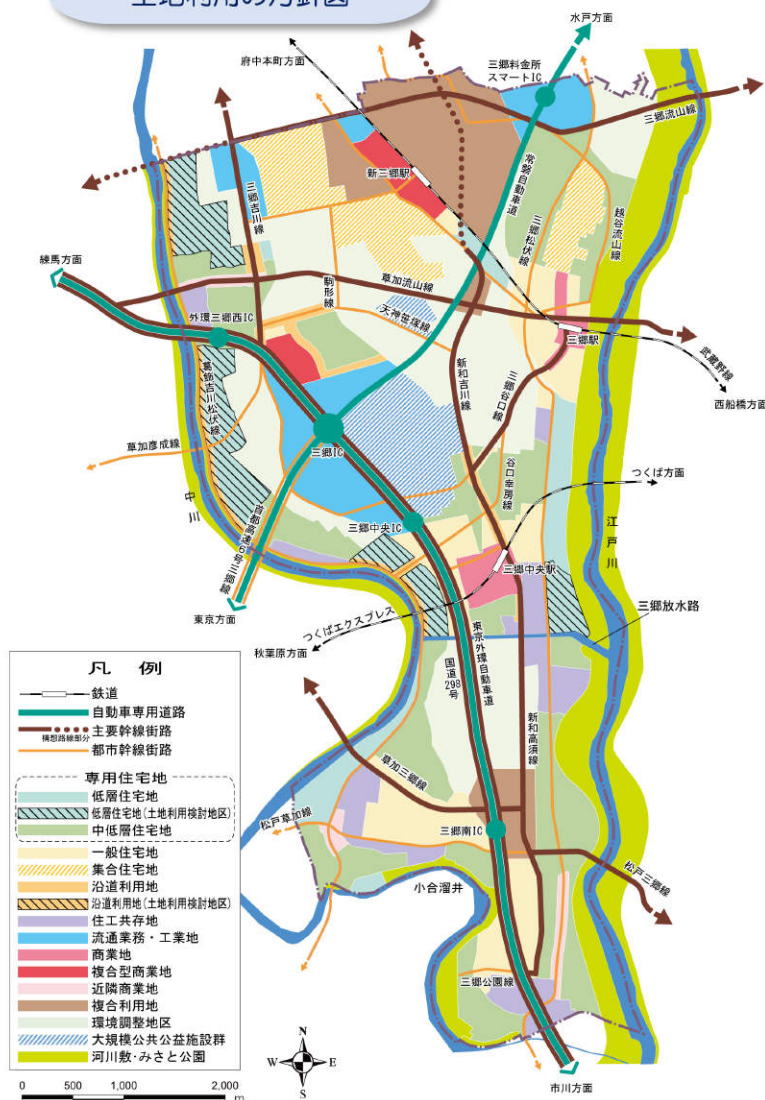 土地利用の方針図
水戸方面
府中本町方面
三郷料金所
スマートIC
三郷流山線
新三郷駅
常磐自動車道
三郷吉川線
三郷松伏線
越谷流山線
練馬方面
草加流山線
駒形線
天神笹塚線
外環三郷西IC
三郷駅
武蔵野線
西船橋方面
葛飾吉川松伏線
新和吉川線
三郷谷口線
草加彦成線
三郷IC
谷口幸房線
つくば方面
中川
首都高速6号三郷線
三郷中央IC
江戸川
三郷中央駅
東京方面
つくばエクスプレス
三郷放水路
秋葉原方面
国道298号
東京外環自動車道
新和高須線
草加三郷線
松戸草加線
三郷南IC
小合溜井
松戸三郷線
三郷公園線
市川方面
凡 例
鉄道
自動車専用道路
主要幹線街路
構想路線部分
都市幹線街路
専用住宅地
低層住宅地
低層住宅地(土地利用検討地区)
中低層住宅地
一般住宅地
集合住宅地
沿道利用地
沿道利用地(土地利用検討地区)
住工共存地
流通業務・工業地
商業地
複合型商業地
近隣商業地
複合利用地
環境調整地区
大規模公共公益施設群
河川敷・みさと公園
N
W E
S
0 500 1,000 2,000
m